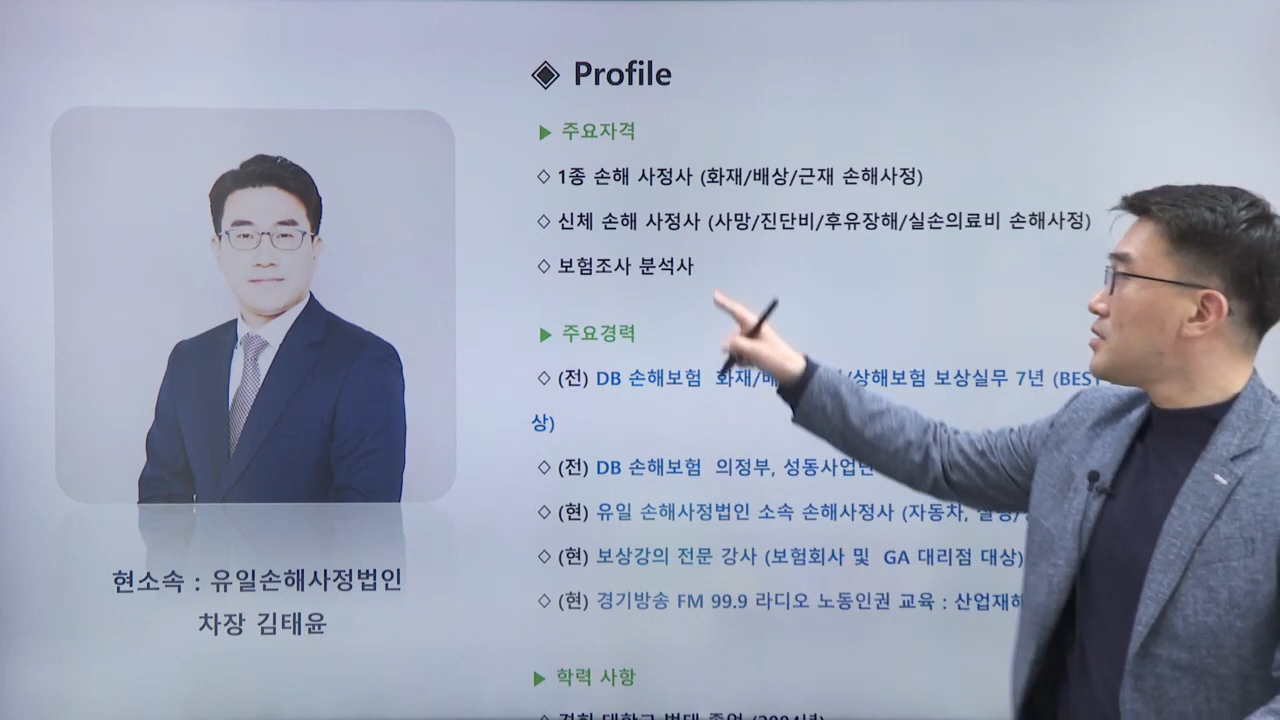 ◈ Profile
▶ 주요자격
◇ 1종 손해 사정사 (화재/배상/근재 손해사정)
◇ 신체 손해 사정사 (사망/진단비/후유장해/실손의료비 손해사정)
◇ 보험조사 분석사
▶ 주요경력
◇ (전) DB 손해보험 화재/ /상해보험 보상실무 7년 (BEST
상)
◇ (전) DB 손해보험 의정부,
◇ (현) 유일 손해사정법인 소속 손해사정사 (자동차,
◇ (현) 보상강의 전문 강사 (보험회사 및 GA 대리점 대상)
◇ (현) 경기방송 FM 99.9 라디오 노동인권 교육 : 산업재해
▶ 학력 사항
현소속 : 유일손해사정법인
차장 김태윤